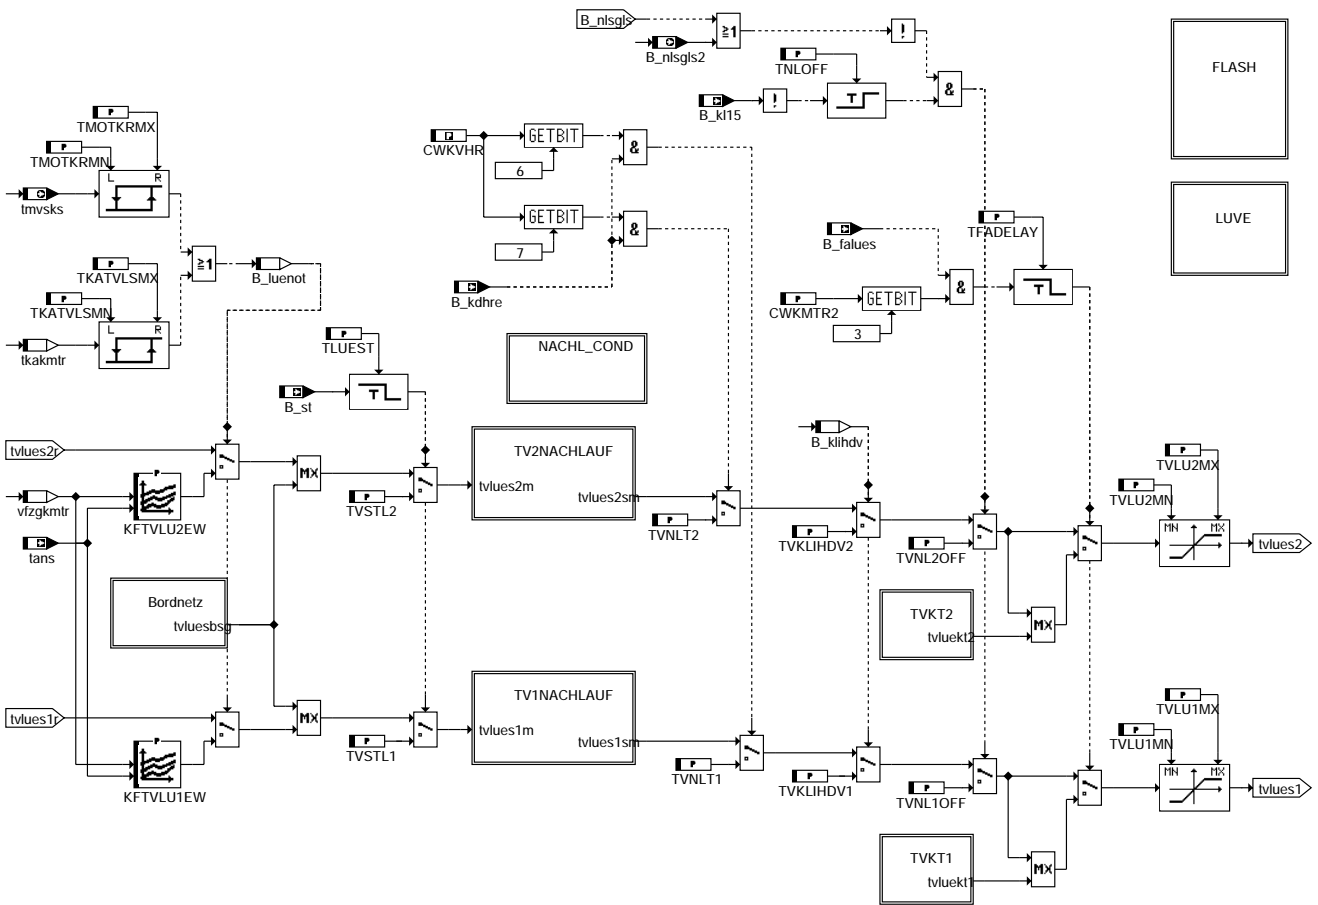 B_nlsgls
≥1
!
B_nlsgls2
P
TNLOFF
FLASH
T
&
B_kl15
!
P
TMOTKRMX
P
TMOTKRMN
L R
tmvsks
P
CWKVHR
GETBIT
6
&
GETBIT
7
&
LUVE
P
TFADELAY
B_falues
≥1
B_luenot
P
TKATVLSMX
P
TKATVLSMN
L R
tkakmtr
B_kdhre
P
CWKMTR2
GETBIT
3
&
T
P
TLUEST
NACHL_COND
B_st
T
B_klihdv
tvlues2r
P
KFTVLU2EW
vfzgkmtr
tans
MX
P
TVSTL2
TV2NACHLAUF
tvlues2m
tvlues2sm
P
TVNLT2
P
TVKLIHDV2
P
TVNL2OFF
P
TVLU2MX
P
TVLU2MN
MN MX
tvlues2
Bordnetz
tvluesbsg
TVKT2
tvluekt2
MX
tvlues1r
P
KFTVLU1EW
MX
P
TVSTL1
TV1NACHLAUF
tvlues1m
tvlues1sm
P
TVNLT1
P
TVKLIHDV1
P
TVNL1OFF
P
TVLU1MX
P
TVLU1MN
MN MX
tvlues1
TVKT1
tvluekt1
MX